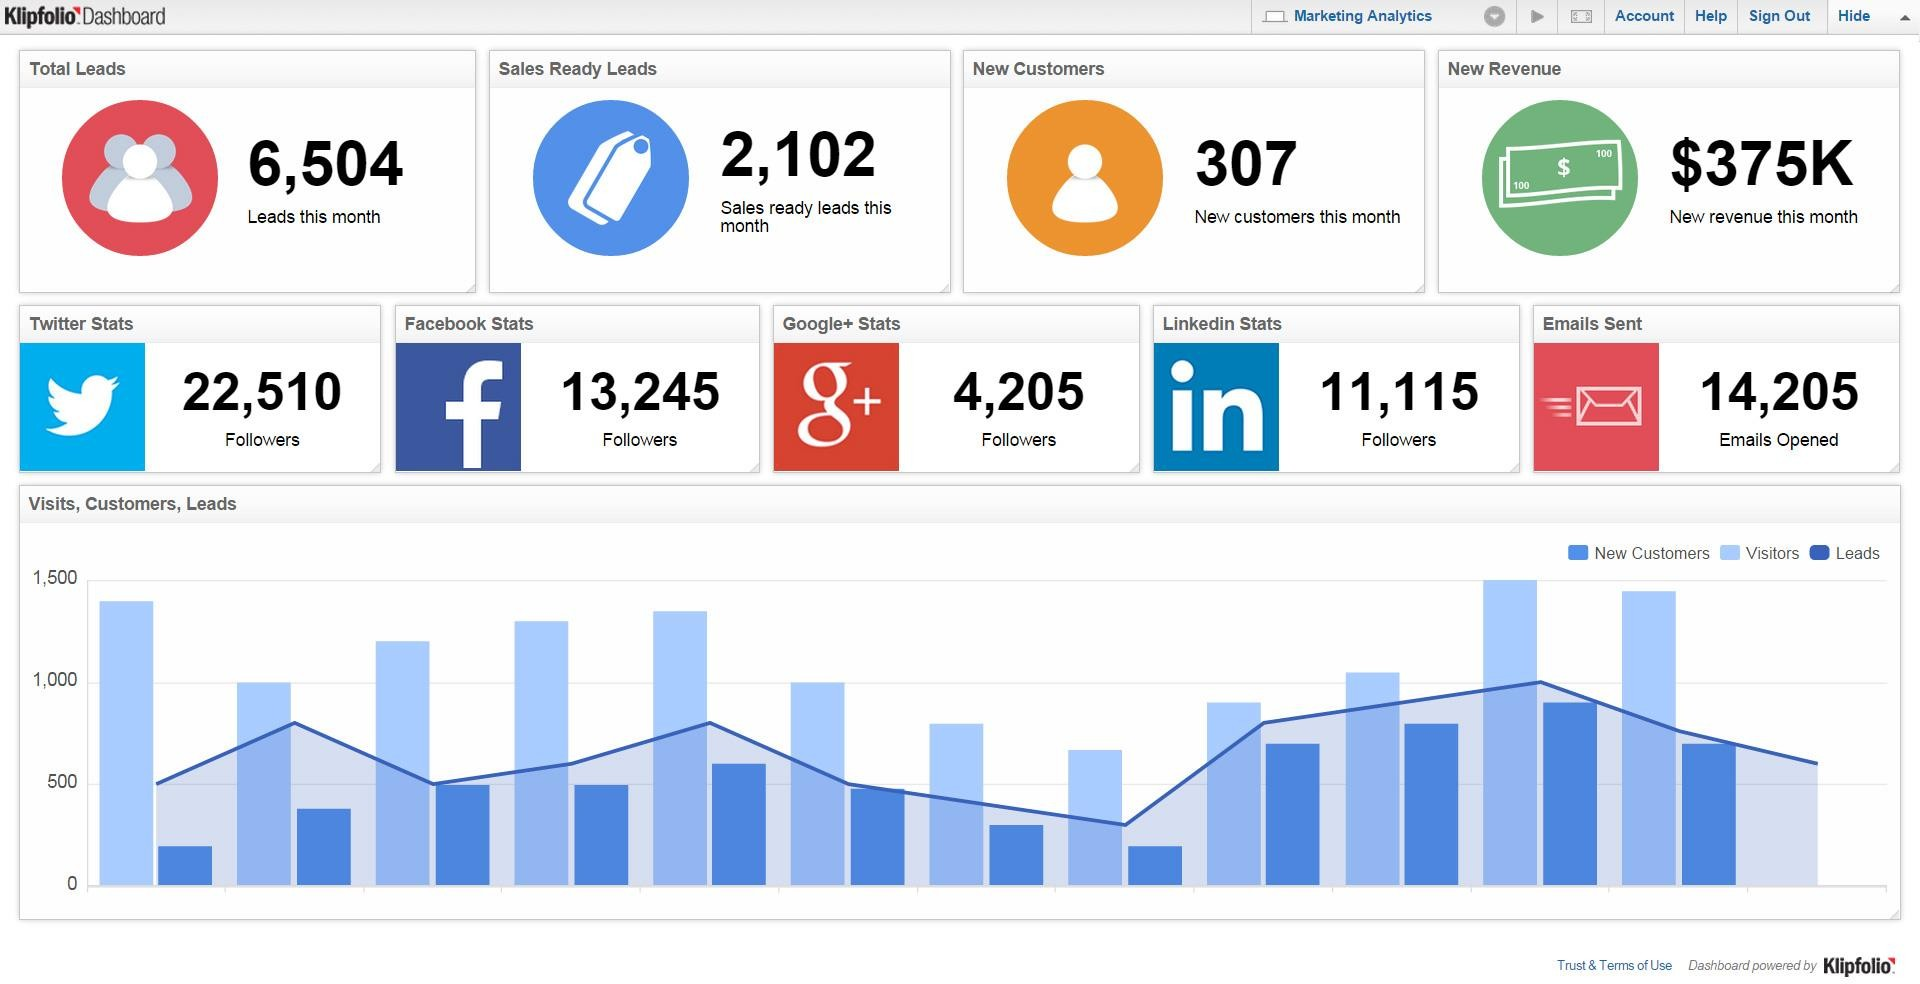 Klipfolio Dashboard
Marketing Analytics
Account
Help
Sign Out
Hide
Total Leads
6,504
Leads this month
Sales Ready Leads
2,102
Sales ready leads this
month
New Customers
307
New customers this month
New Revenue
100
$
100
$375K
New revenue this month
Twitter Stats
22,510
Followers
Facebook Stats
f
13,245
Followers
Google+ Stats
g+
4,205
Followers
Linkedin Stats
in
11,115
Followers
Emails Sent
14,205
Emails Opened
Visits, Customers, Leads
New Customers
Visitors
Leads
1,500
1,000
500
0
Trust & Terms of Use
Dashboard powered by Klipfolio